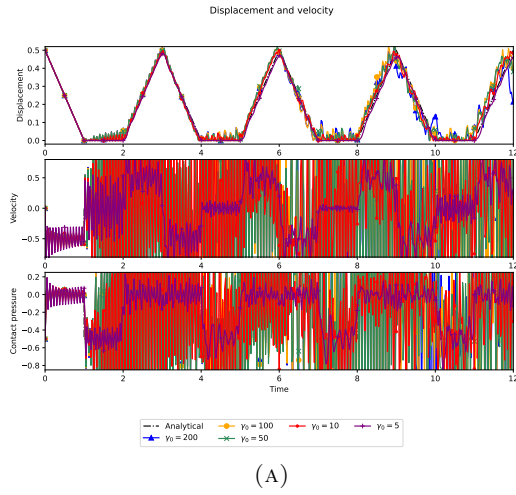 Displacement and velocity
Displacement
0.5
0.4
0.3
0.2
0.1
0.0
0 2 4 6 8 10 12
Velocity
0.5
0.0
−0.5
0 2 4 6 8 10 12
Contact pressure
0.2
0.0
−0.2
−0.4
−0.6
−0.8
0 2 4 6 8 10 12
Time
Analytical γ₀ = 100 γ₀ = 10 γ₀ = 5
γ₀ = 200 γ₀ = 50
(A)